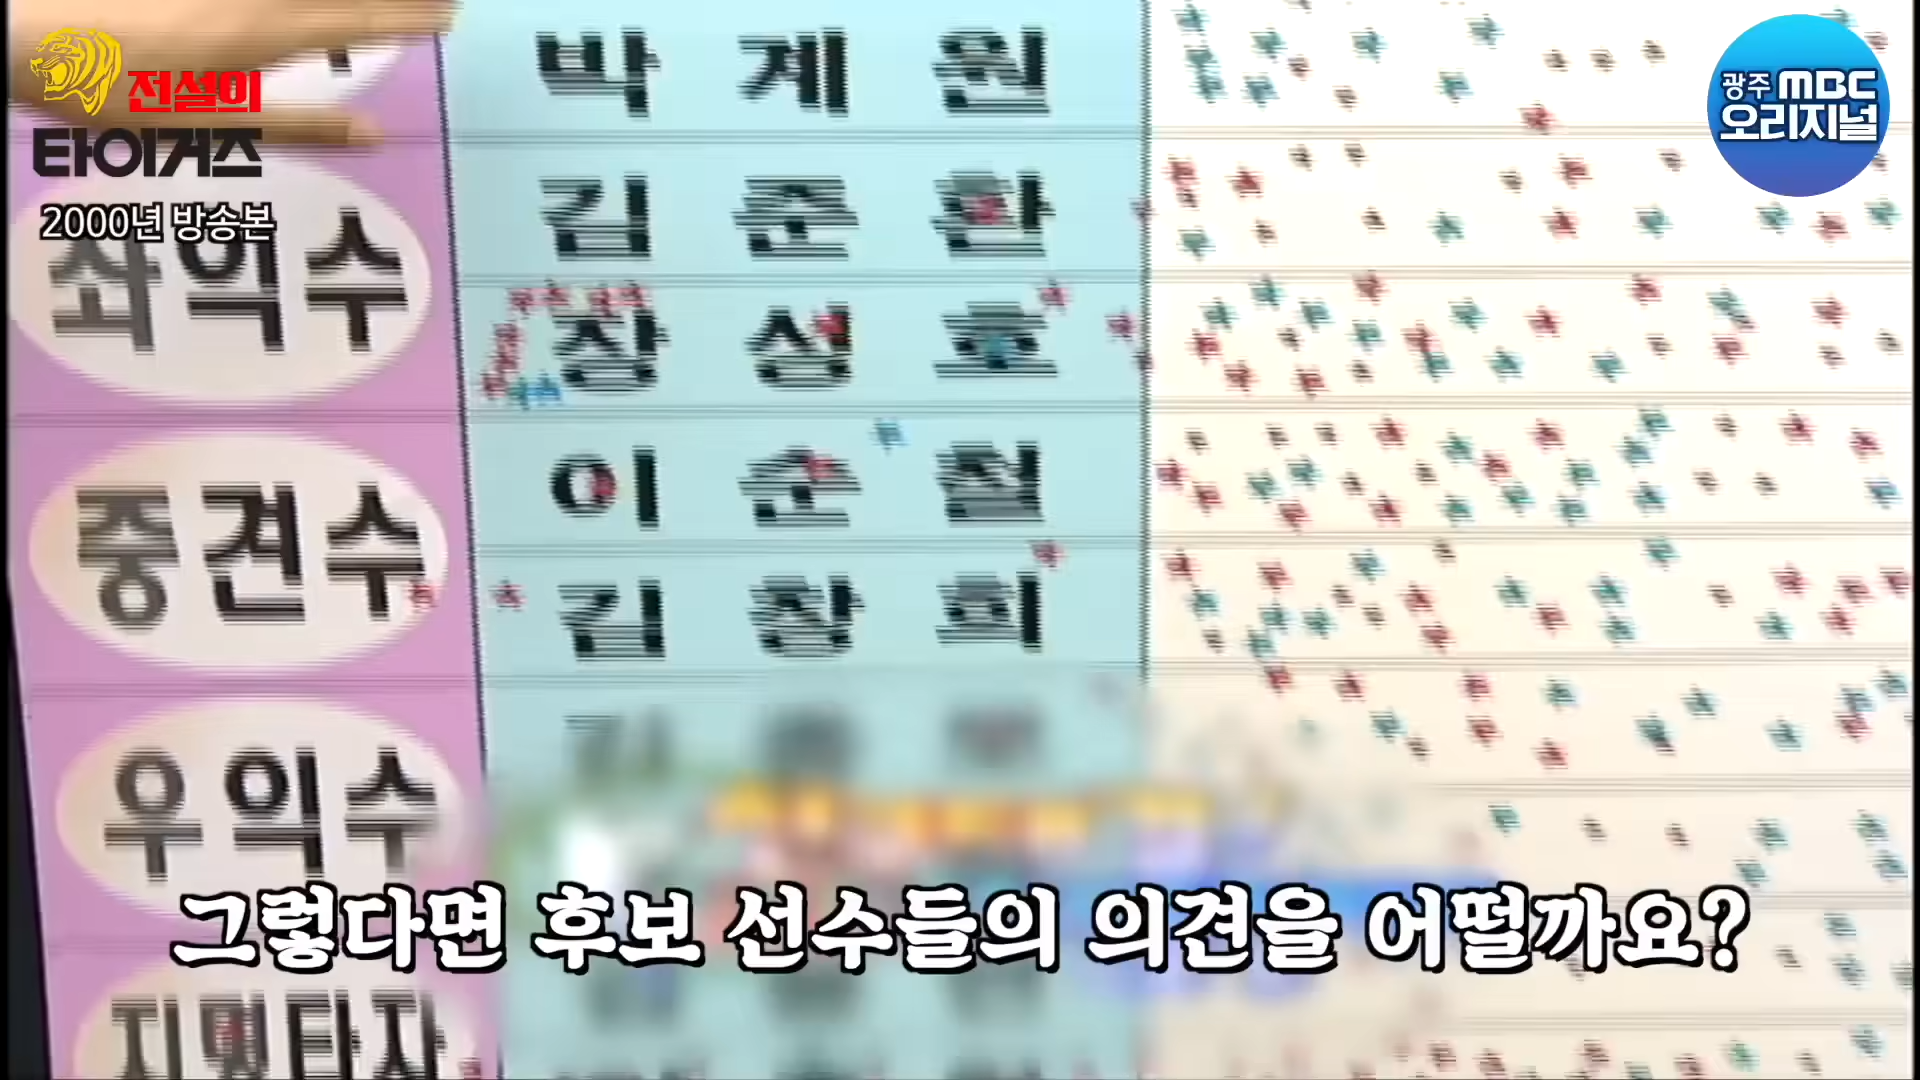 전설의
타이거즈
2000년 방송본
광주 MBC
오리지널
박 계 원
좌익수
김 준 환
장 성 호
중견수
이 순 철
김 창 희
우익수
지명타자
그렇다면 후보 선수들의 의견을 어떨까요?